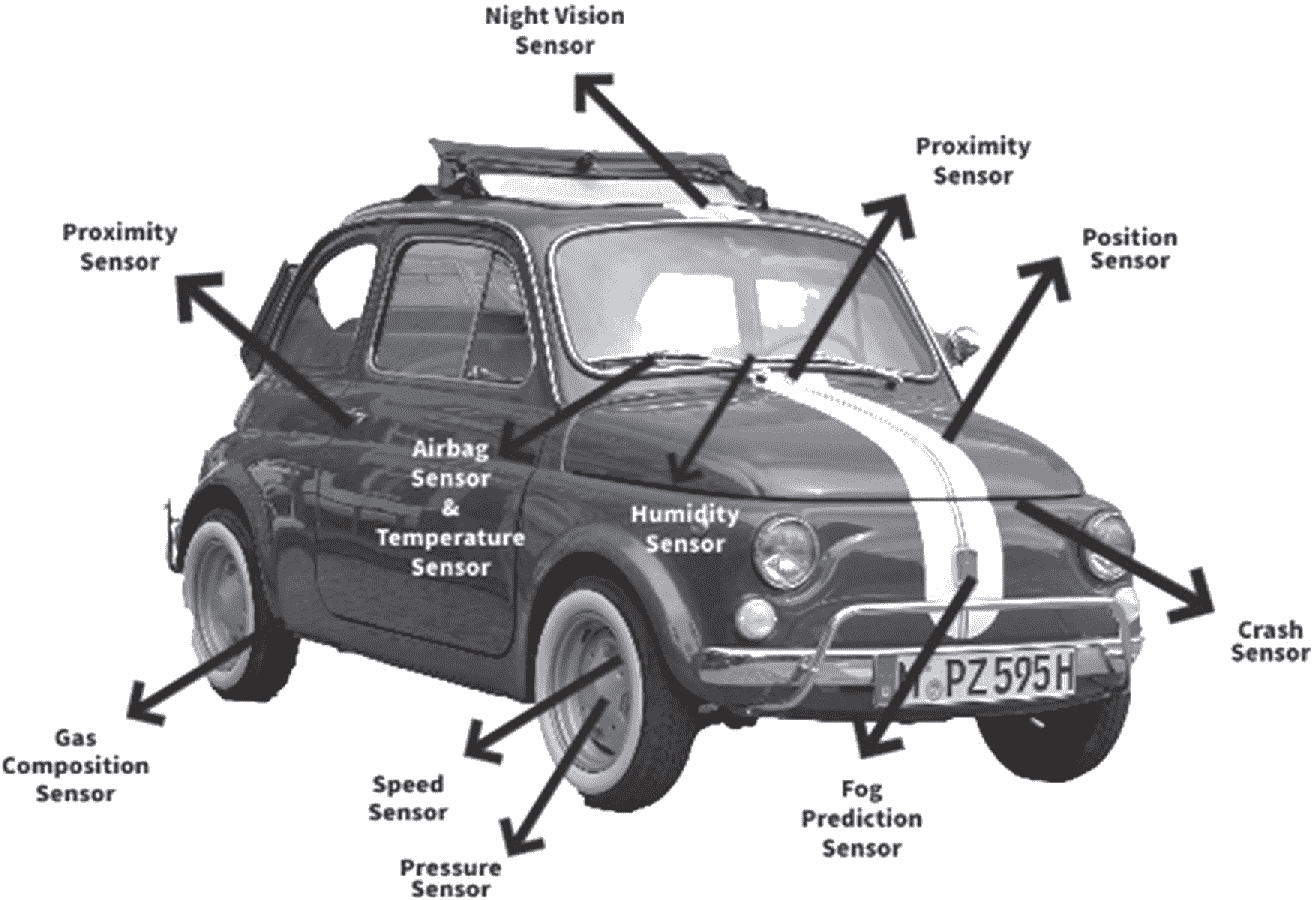 Night Vision
Sensor
Proximity
Sensor
Proximity
Sensor
Position
Sensor
Airbag
Sensor
&
Temperature
Sensor
Humidity
Sensor
Crash
Sensor
M PZ 595H
Gas
Composition
Sensor
Speed
Sensor
Pressure
Sensor
Fog
Prediction
Sensor